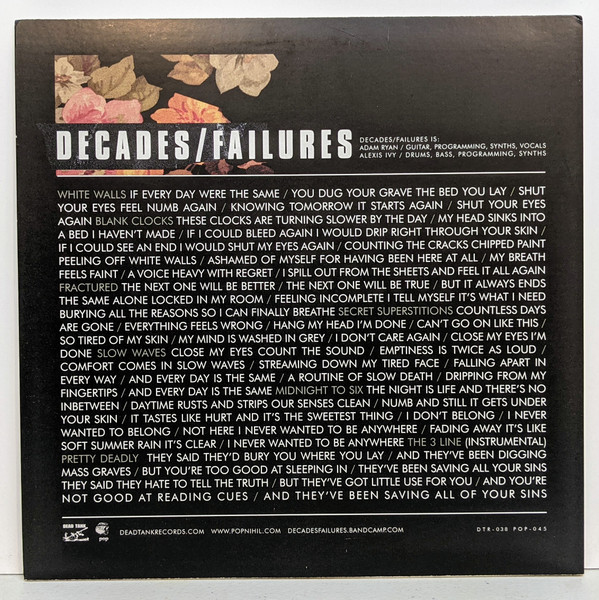 DECADES/FAILURES
DECADES/FAILURES IS:
ADAM RYAN / GUITAR, PROGRAMMING, SYNTHS, VOCALS
ALEXIS IVY / DRUMS, BASS, PROGRAMMING, SYNTHS
WHITE WALLS IF EVERY DAY WERE THE SAME / YOU DUG YOUR GRAVE THE BED YOU LAY / SHUT
YOUR EYES FEEL NUMB AGAIN / KNOWING TOMORROW IT STARTS AGAIN / SHUT YOUR EYES
AGAIN BLANK CLOCKS THESE CLOCKS ARE TURNING SLOWER BY THE DAY / MY HEAD SINKS INTO
A BED I HAVEN'T MADE / IF I COULD BLEED AGAIN I WOULD DRIP RIGHT THROUGH YOUR SKIN /
IF I COULD SEE AN END I WOULD SHUT MY EYES AGAIN / COUNTING THE CRACKS CHIPPED PAINT
PEELING OFF WHITE WALLS / ASHAMED OF MYSELF FOR HAVING BEEN HERE AT ALL / MY BREATH
FEELS FAINT / A VOICE HEAVY WITH REGRET / I SPILL OUT FROM THE SHEETS AND FEEL IT ALL AGAIN
FRACTURED THE NEXT ONE WILL BE BETTER / THE NEXT ONE WILL BE TRUE / BUT IT ALWAYS ENDS
THE SAME ALONE LOCKED IN MY ROOM / FEELING INCOMPLETE I TELL MYSELF IT'S WHAT I NEED
BURYING ALL THE REASONS SO I CAN FINALLY BREATHE SECRET SUPERSTITIONS COUNTLESS DAYS
ARE GONE / EVERYTHING FEELS WRONG / HANG MY HEAD I'M DONE / CAN'T GO ON LIKE THIS /
SO TIRED OF MY SKIN / MY MIND IS WASHED IN GREY / I DON'T CARE AGAIN / CLOSE MY EYES I'M
DONE SLOW WAVES CLOSE MY EYES COUNT THE SOUND / EMPTINESS IS TWICE AS LOUD /
COMFORT COMES IN SLOW WAVES / STREAMING DOWN MY TIRED FACE / FALLING APART IN
EVERY WAY / AND EVERY DAY IS THE SAME / A ROUTINE OF SLOW DEATH / DRIPPING FROM MY
FINGERTIPS / AND EVERY DAY IS THE SAME MIDNIGHT TO SIX THE NIGHT IS LIFE AND THERE'S NO
INBETWEEN / DAYTIME RUSTS AND STRIPS OUR SENSES CLEAN / NUMB AND STILL IT GETS UNDER
YOUR SKIN / IT TASTES LIKE HURT AND IT'S THE SWEETEST THING / I DON'T BELONG / I NEVER
WANTED TO BELONG / NOT HERE I NEVER WANTED TO BE ANYWHERE / FADING AWAY IT'S LIKE
SOFT SUMMER RAIN IT'S CLEAR / I NEVER WANTED TO BE ANYWHERE THE 3 LINE (INSTRUMENTAL)
PRETTY DEADLY THEY SAID THEY'D BURY YOU WHERE YOU LAY / AND THEY'VE BEEN DIGGING
MASS GRAVES / BUT YOU'RE TOO GOOD AT SLEEPING IN / THEY'VE BEEN SAVING ALL YOUR SINS
THEY SAID THEY HATE TO TELL THE TRUTH / BUT THEY'VE GOT LITTLE USE FOR YOU / AND YOU'RE
NOT GOOD AT READING CUES / AND THEY'VE BEEN SAVING ALL OF YOUR SINS
DEAD TANK
pop
DEADTANKRECORDS.COM WWW.POPNIHIL.COM DECADESFAILURES.BANDCAMP.COM
DTR-038 POP-045